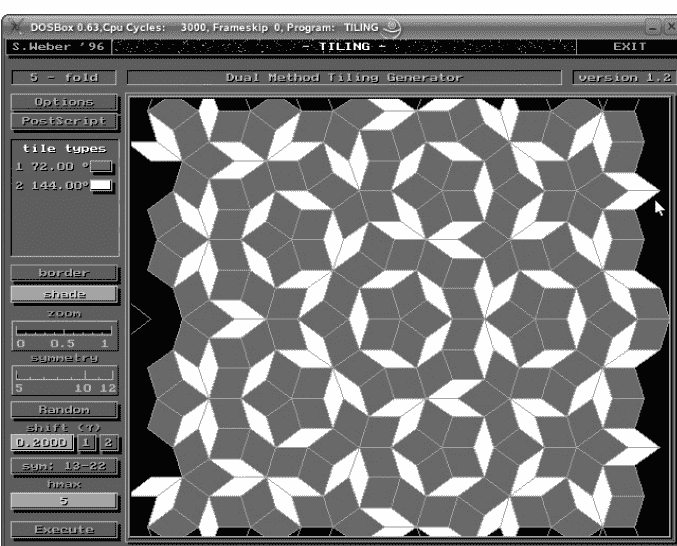 DOSBox 0.63,Cpu Cycles: 3000, Frameskip 0, Program: TILING
S.Weber '96 - TILING - EXIT
5 - fold Dual Method Tiling Generator version 1.2
Options
PostScript
tile types
1 72.00 °
2 144.00°
border
shade
zoom
0 0.5 1
symmetry
5 10 12
Random
shift (γ)
0.2000 1 2
sym: 13-22
hmax
5
Execute